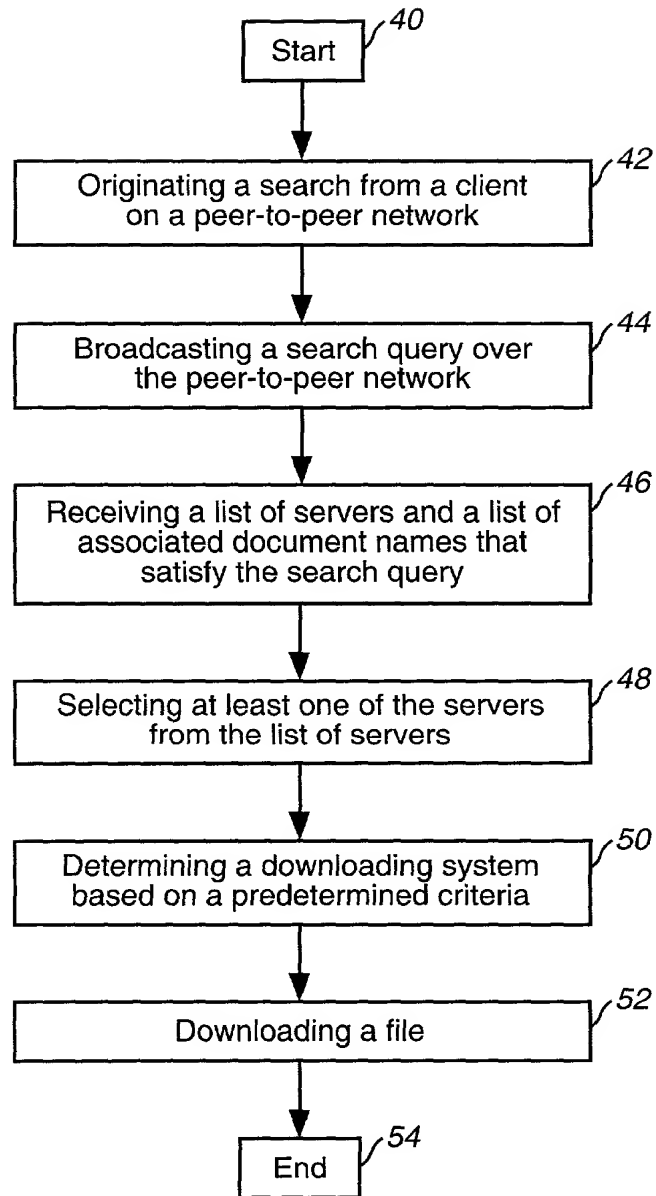 40
Start
42
Originating a search from a client
on a peer-to-peer network
44
Broadcasting a search query over
the peer-to-peer network
46
Receiving a list of servers and a list of
associated document names that
satisfy the search query
48
Selecting at least one of the servers
from the list of servers
50
Determining a downloading system
based on a predetermined criteria
52
Downloading a file
54
End